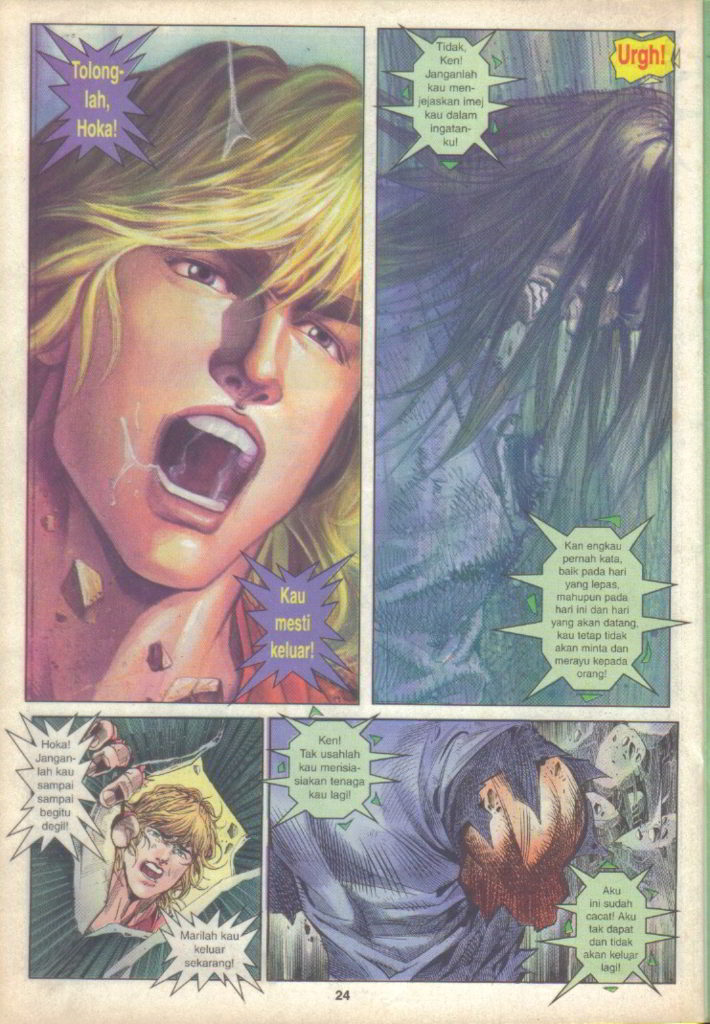 Tolong-
lah,
Hoka!
Kau
mesti
keluar!
Tidak,
Ken!
Janganlah
kau men-
jejaskan imej
kau dalam
ingatan-
ku!
Urgh!
Kan engkau
pernah kata,
baik pada hari
yang lepas,
mahupun pada
hari ini dan hari
yang akan datang,
kau tetap tidak
akan minta dan
merayu kepada
orang!
Hoka!
Jangan-
lah kau
sampai
sampai
begitu
degil!
Marilah kau
keluar
sekarang!
Ken!
Tak usahlah
kau merisia-
siakan tenaga
kau lagi!
Aku
ini sudah
cacat! Aku
tak dapat
dan tidak
akan keluar
lagi!
24